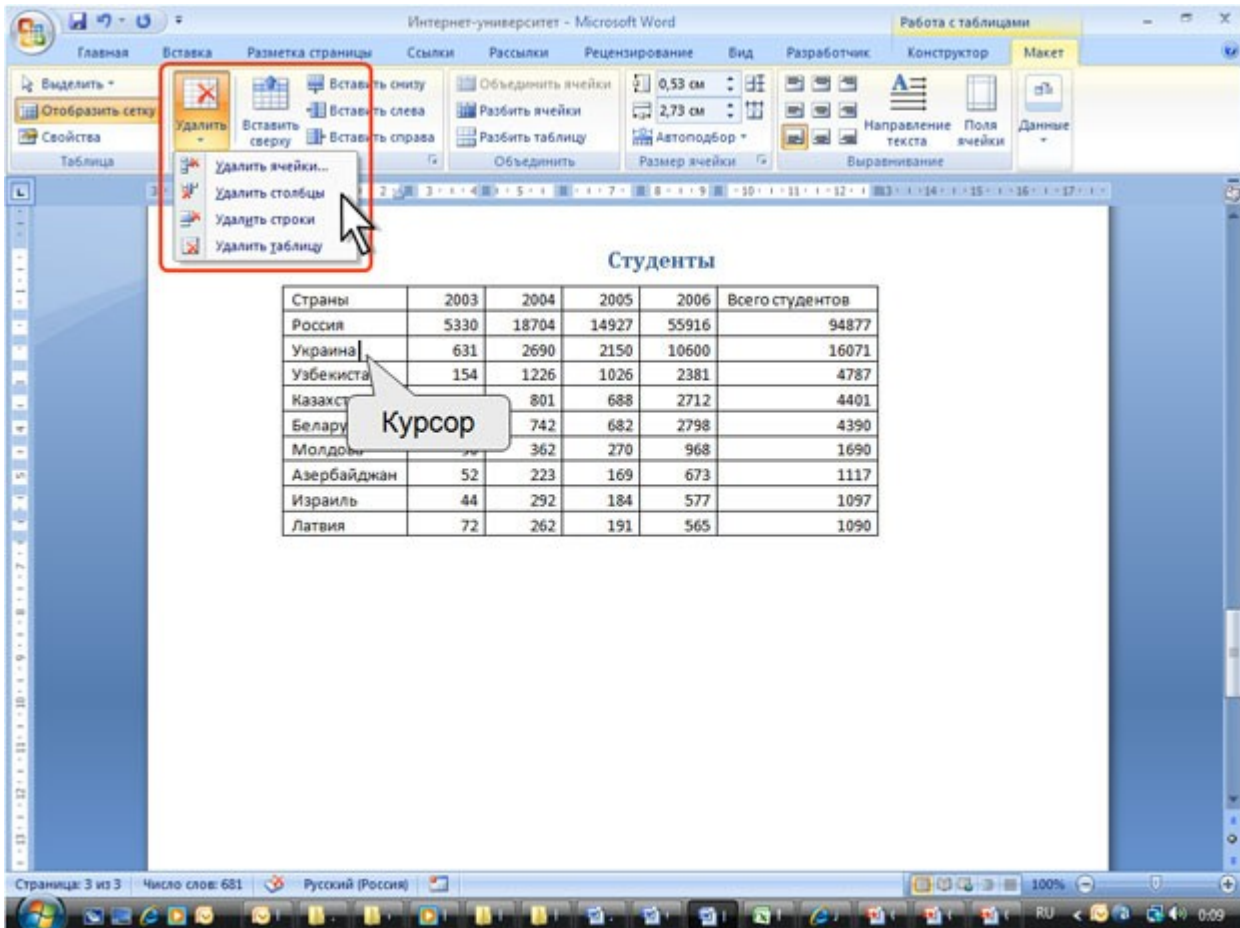 Интернет-университет - Microsoft Word Работа с таблицами
Главная Вставка Разметка страницы Ссылки Рассылки Рецензирование Вид Разработчик Конструктор Макет
Выделить
Отобразить сетку
Свойства
Таблица
Удалить
Вставить сверху
Вставить снизу
Вставить слева
Вставить справа
Объединить ячейки
Разбить ячейки
Разбить таблицу
Объединить
0,53 см
2,73 см
Автоподбор
Размер ячейки
Направление текста
Поля ячейки
Выравнивание
Данные
Удалить ячейки...
Удалить столбцы
Удалить строки
Удалить таблицу
Студенты
Страны 2003 2004 2005 2006 Всего студентов
Россия 5330 18704 14927 55916 94877
Украина 631 2690 2150 10600 16071
Узбекиста 154 1226 1026 2381 4787
Казахст 801 688 2712 4401
Белару 742 682 2798 4390
Молдова 362 270 968 1690
Азербайджан 52 223 169 673 1117
Израиль 44 292 184 577 1097
Латвия 72 262 191 565 1090
Курсор
Страница: 3 из 3 Число слов: 681 Русский (Россия) 100%
RU 0:09